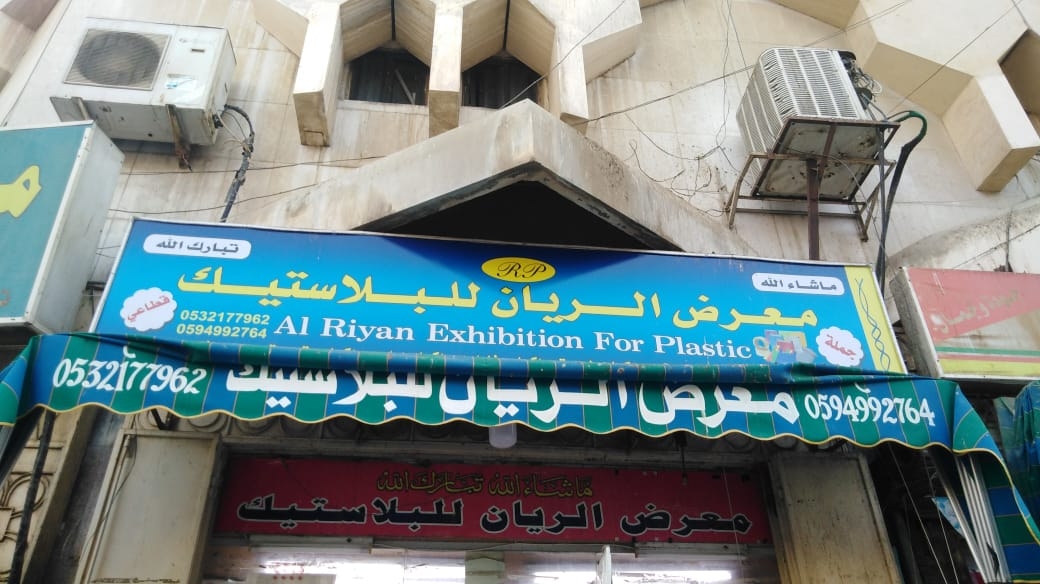 ماشاء الله
تبارك الله
RP
معرض الريان للبلاستيك
جملة
قطاعي
0532177962
0594992764
Al Riyan Exhibition For Plastic
0532177962 معرض الريان للبلاستيك 0594992764
ماشاء الله تبارك الله
معرض الريان للبلاستيك